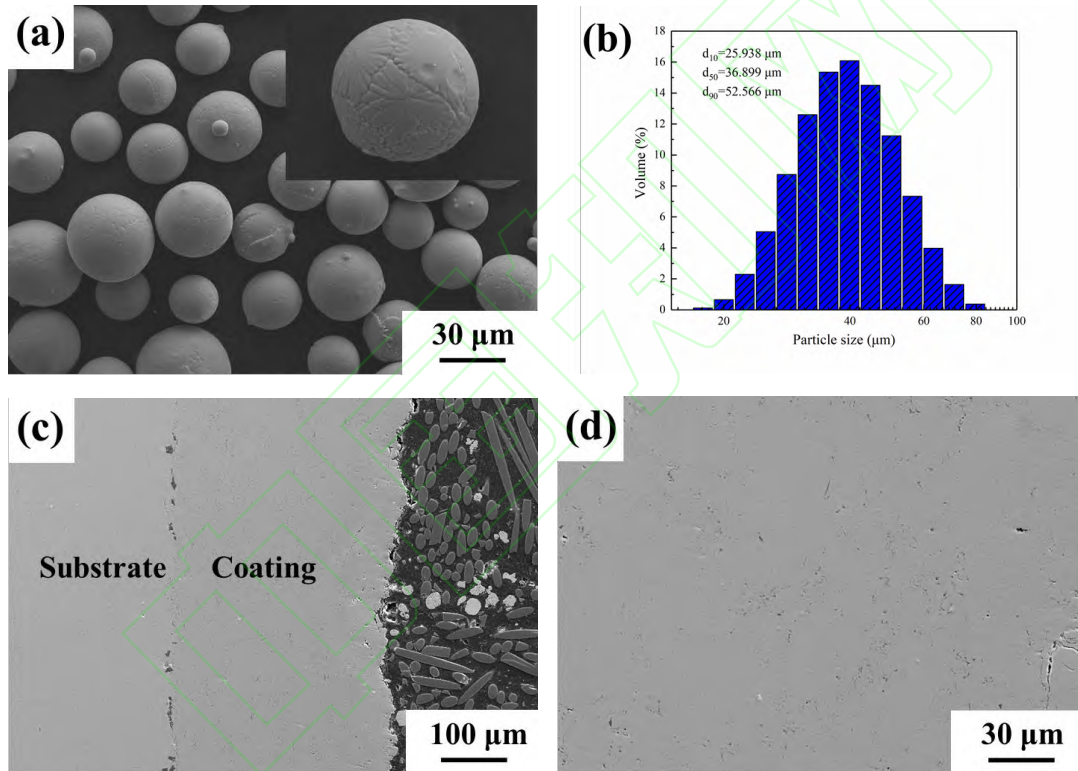 (a)
30 μm
(b)
d10=25.938 μm
d50=36.899 μm
d90=52.566 μm
18
16
14
12
10
8
6
4
2
0
Volume (%)
20 40 60 80 100
Particle size (μm)
(c)
Substrate Coating
100 μm
(d)
30 μm